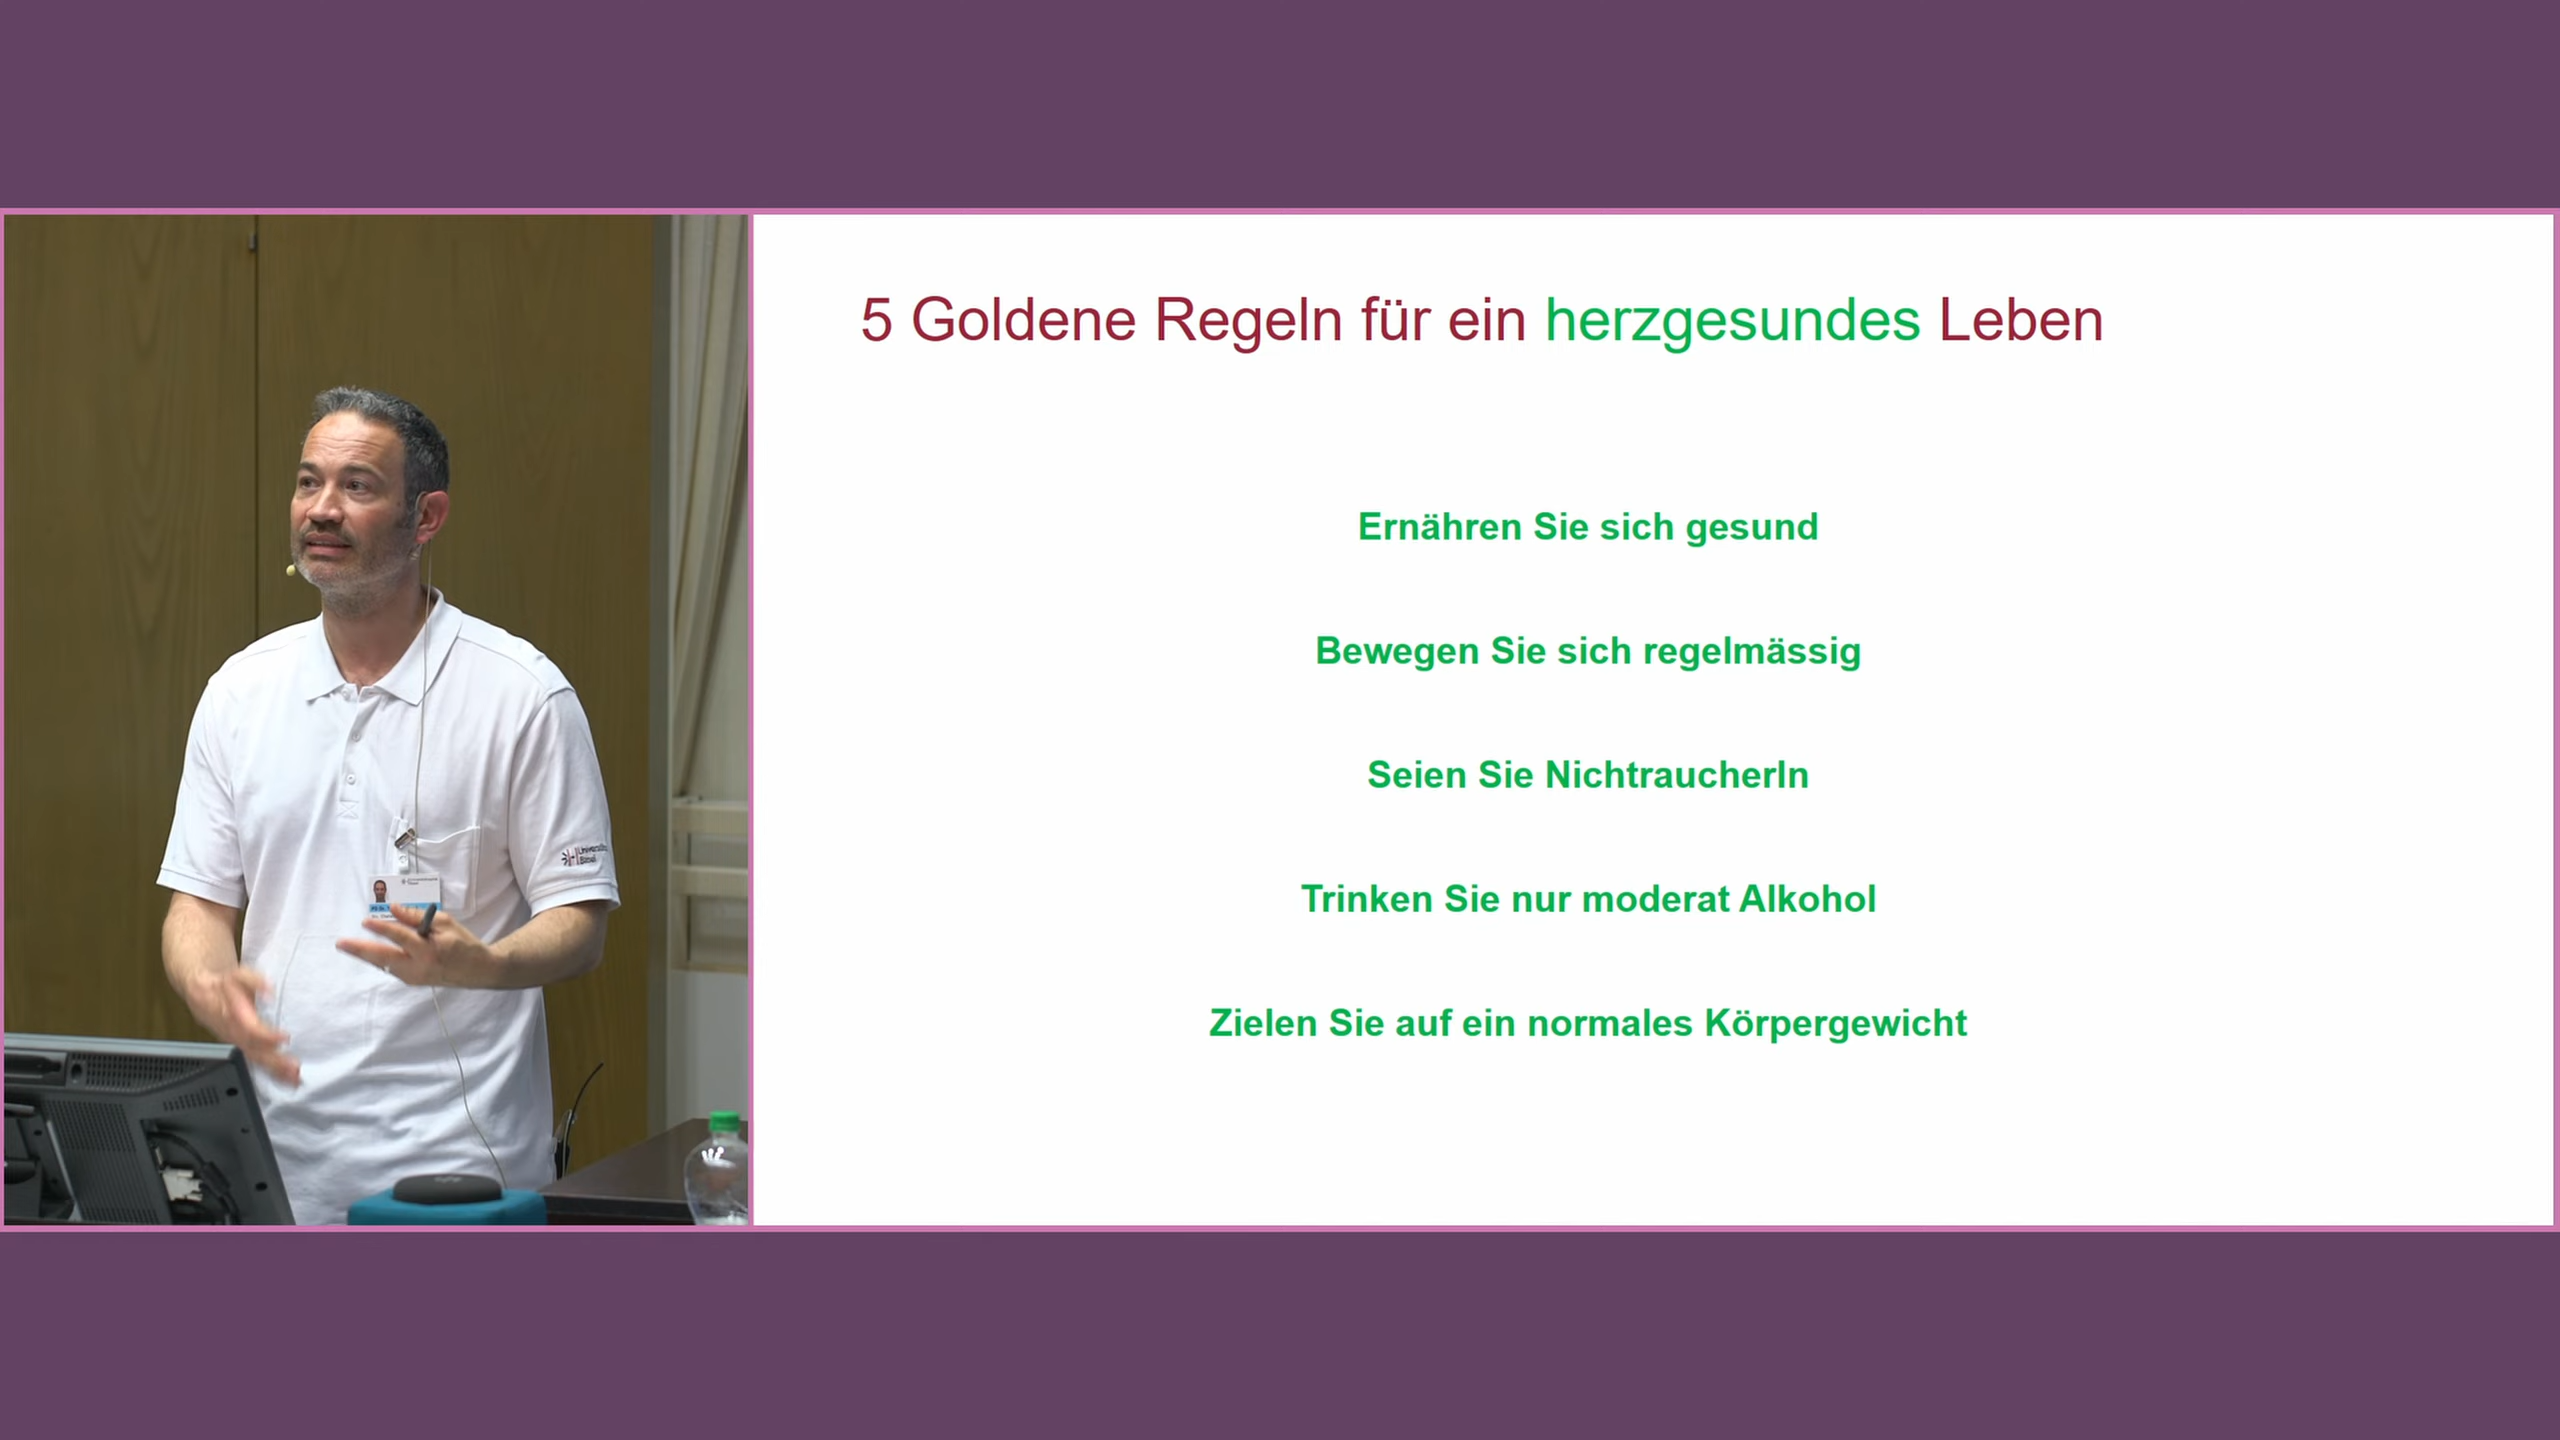 5 Goldene Regeln für ein herzgesundes Leben
Ernähren Sie sich gesund
Bewegen Sie sich regelmässig
Seien Sie NichtraucherIn
Trinken Sie nur moderat Alkohol
Zielen Sie auf ein normales Körpergewicht